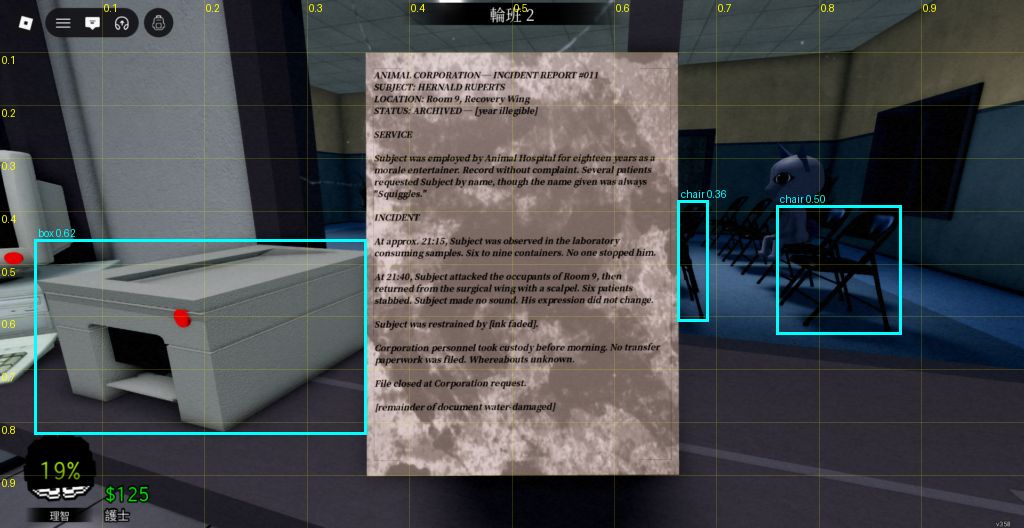 輪班 2
ANIMAL CORPORATION — INCIDENT REPORT #011
SUBJECT: HERNALD RUPERTS
LOCATION: Room 9, Recovery Wing
STATUS: ARCHIVED — [year illegible]
SERVICE
Subject was employed by Animal Hospital for eighteen years as a
morale entertainer. Record without complaint. Several patients
requested Subject by name, though the name given was always
"Squiggles."
INCIDENT
At approx. 21:15, Subject was observed in the laboratory
consuming samples. Six to nine containers. No one stopped him.
At 21:40, Subject attacked the occupants of Room 9, then
returned from the surgical wing with a scalpel. Six patients
stabbed. Subject made no sound. His expression did not change.
Subject was restrained by [ink faded].
Corporation personnel took custody before morning. No transfer
paperwork was filed. Whereabouts unknown.
File closed at Corporation request.
[remainder of document water-damaged]
box 0.62
chair 0.36
chair 0.50
0.1 0.2 0.3 0.4 0.5 0.6 0.7 0.8 0.9
0.1
0.2
0.3
0.4
0.5
0.6
0.7
0.8
0.9
19%
理智
$125
護士
v358